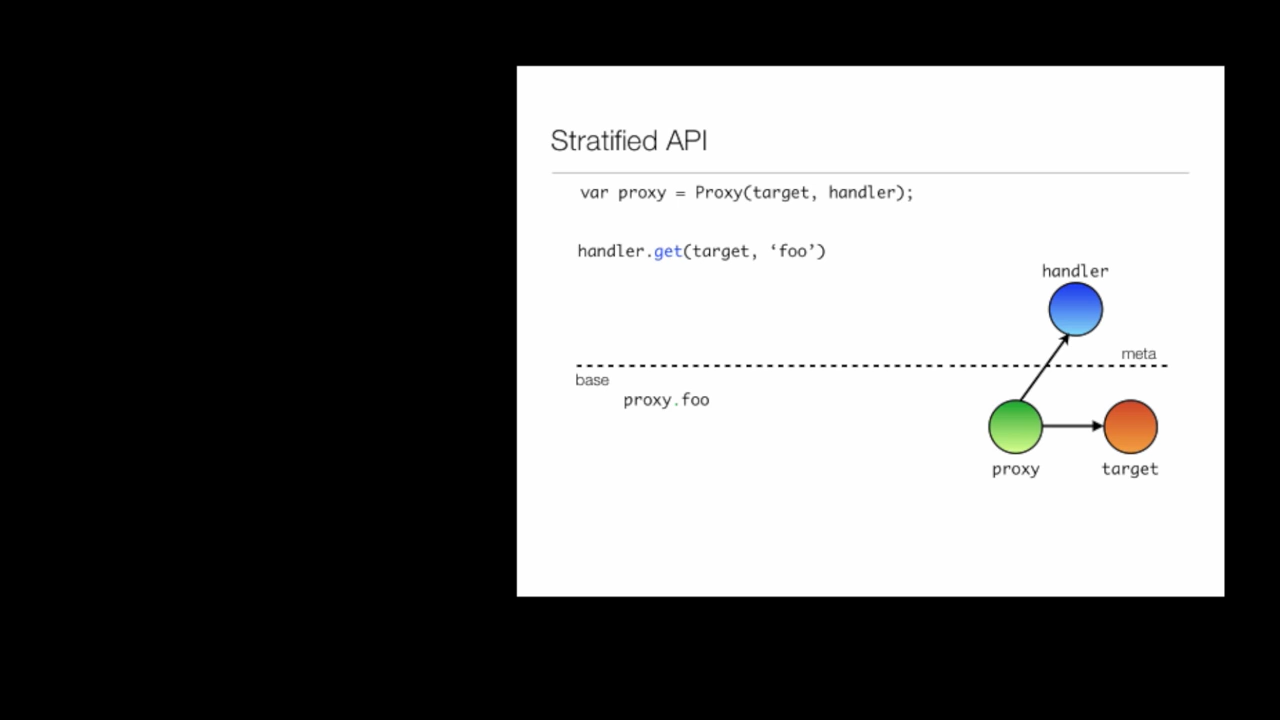 Stratified API
var proxy = Proxy(target, handler);
handler.get(target, ‘foo’)
handler
meta
base
proxy.foo
proxy
target